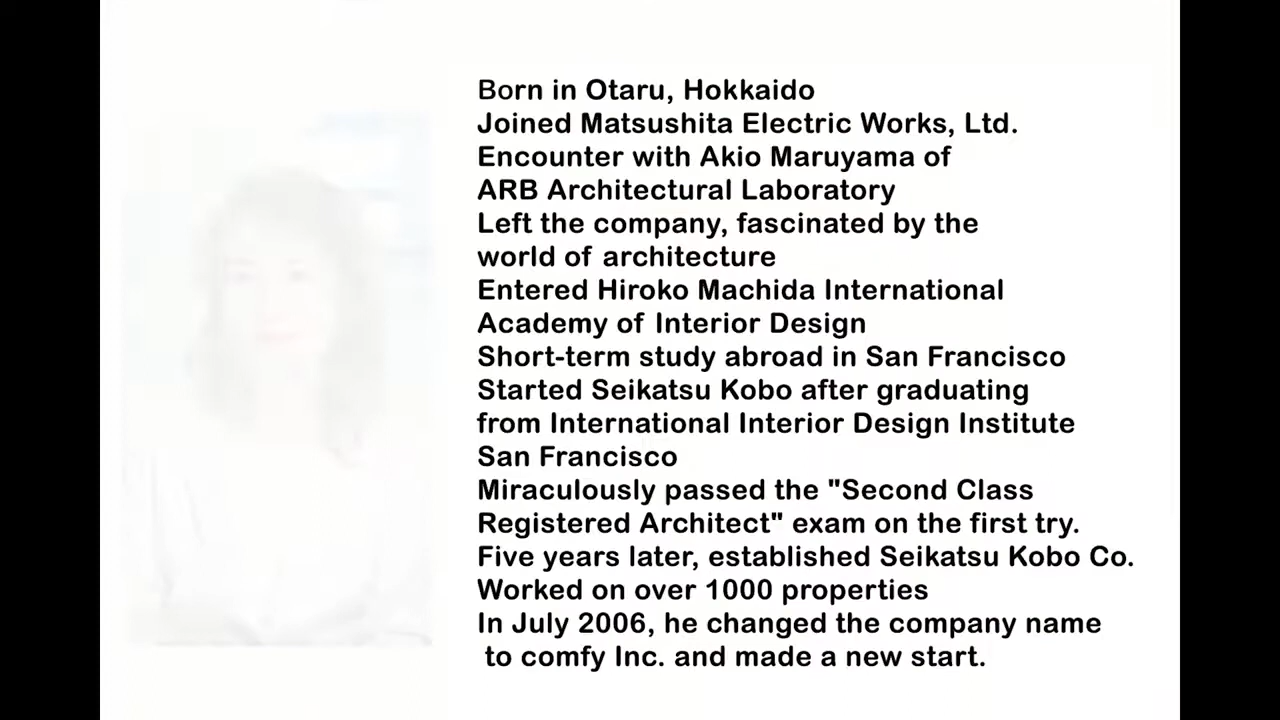 Born in Otaru, Hokkaido
Joined Matsushita Electric Works, Ltd.
Encounter with Akio Maruyama of
ARB Architectural Laboratory
Left the company, fascinated by the
world of architecture
Entered Hiroko Machida International
Academy of Interior Design
Short-term study abroad in San Francisco
Started Seikatsu Kobo after graduating
from International Interior Design Institute
San Francisco
Miraculously passed the "Second Class
Registered Architect" exam on the first try.
Five years later, established Seikatsu Kobo Co.
Worked on over 1000 properties
In July 2006, he changed the company name
to comfy Inc. and made a new start.